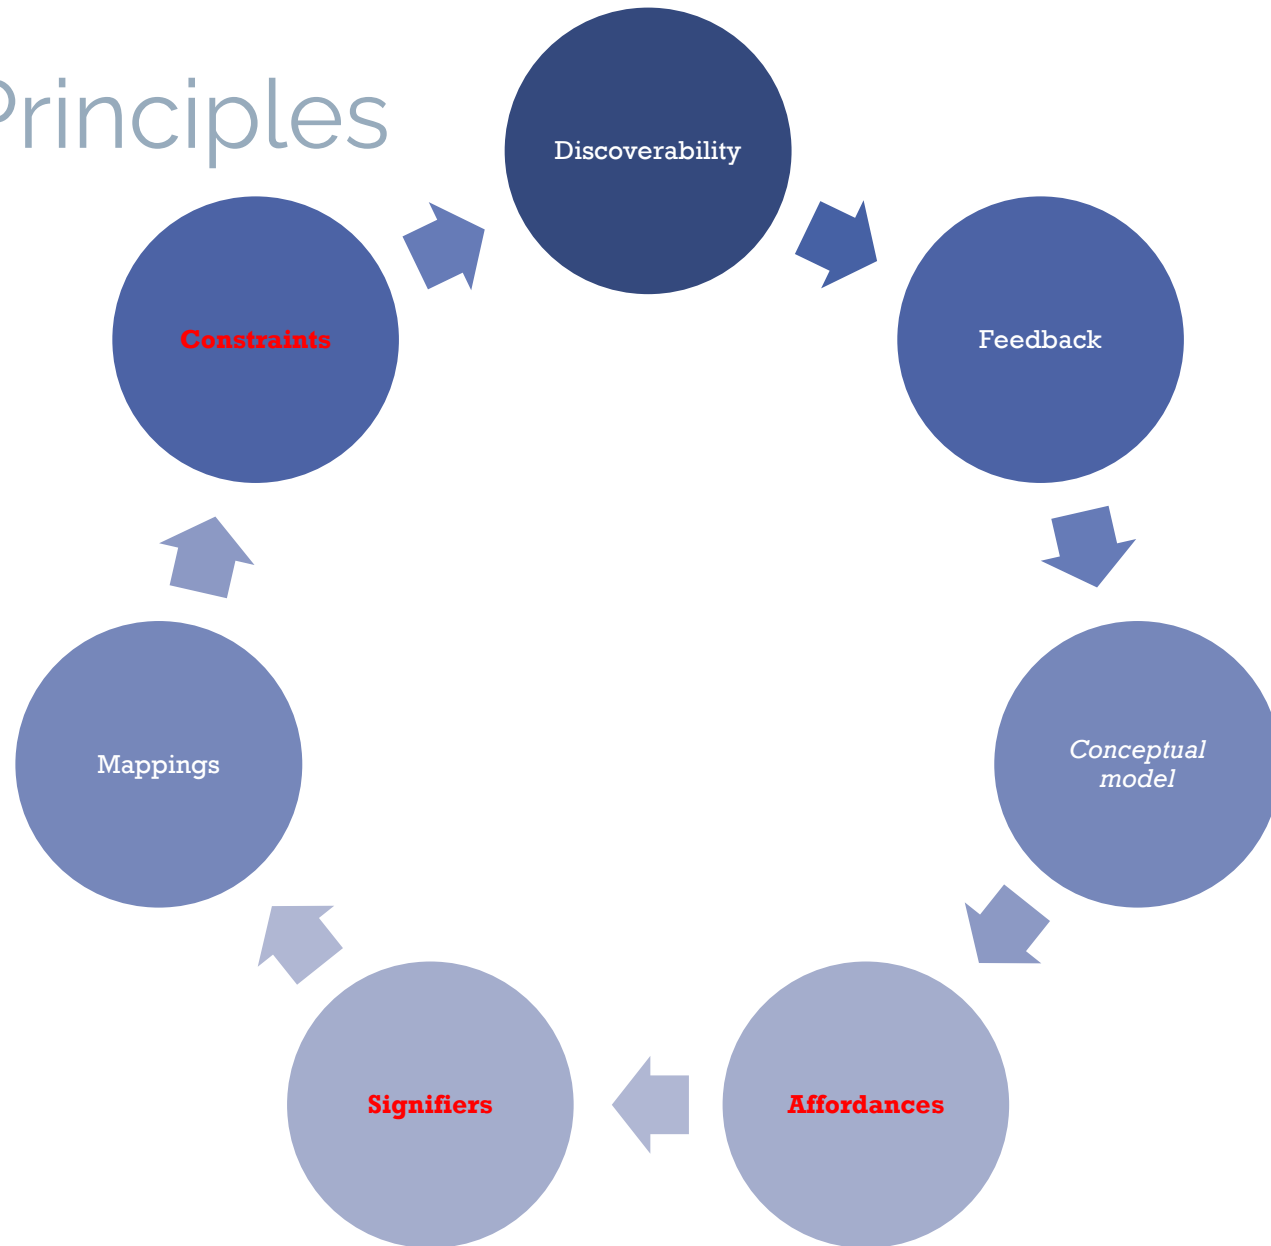 Principles
Discoverability
Feedback
Conceptual
model
Affordances
Signifiers
Mappings
Constraints